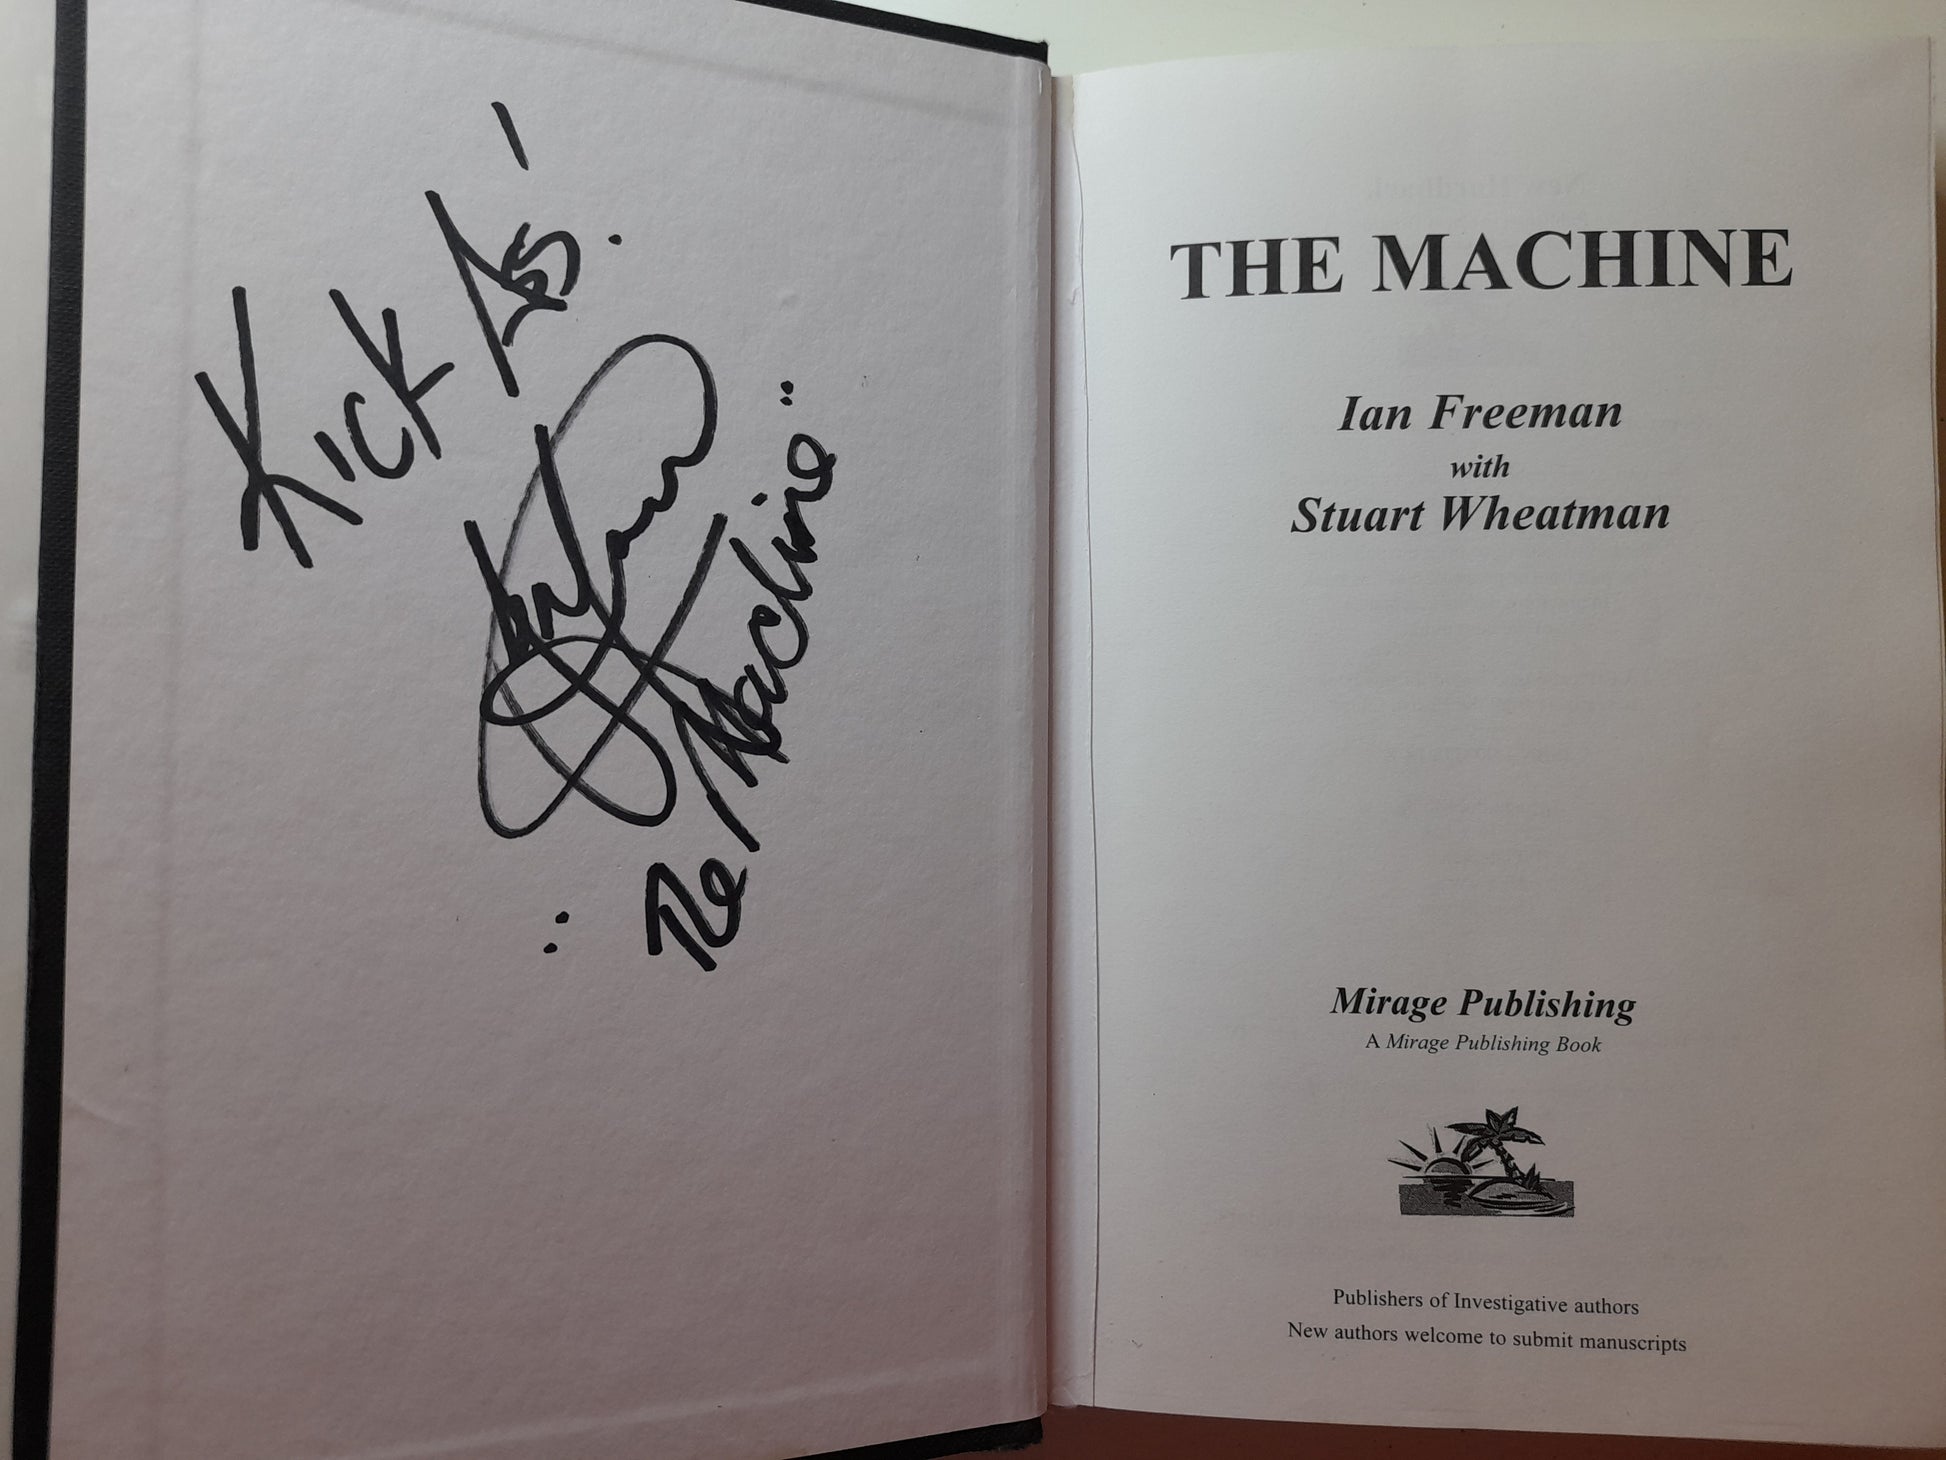 Kick Ass!
"The Machine"
THE MACHINE
Ian Freeman
with
Stuart Wheatman
Mirage Publishing
A Mirage Publishing Book
Publishers of Investigative authors
New authors welcome to submit manuscripts